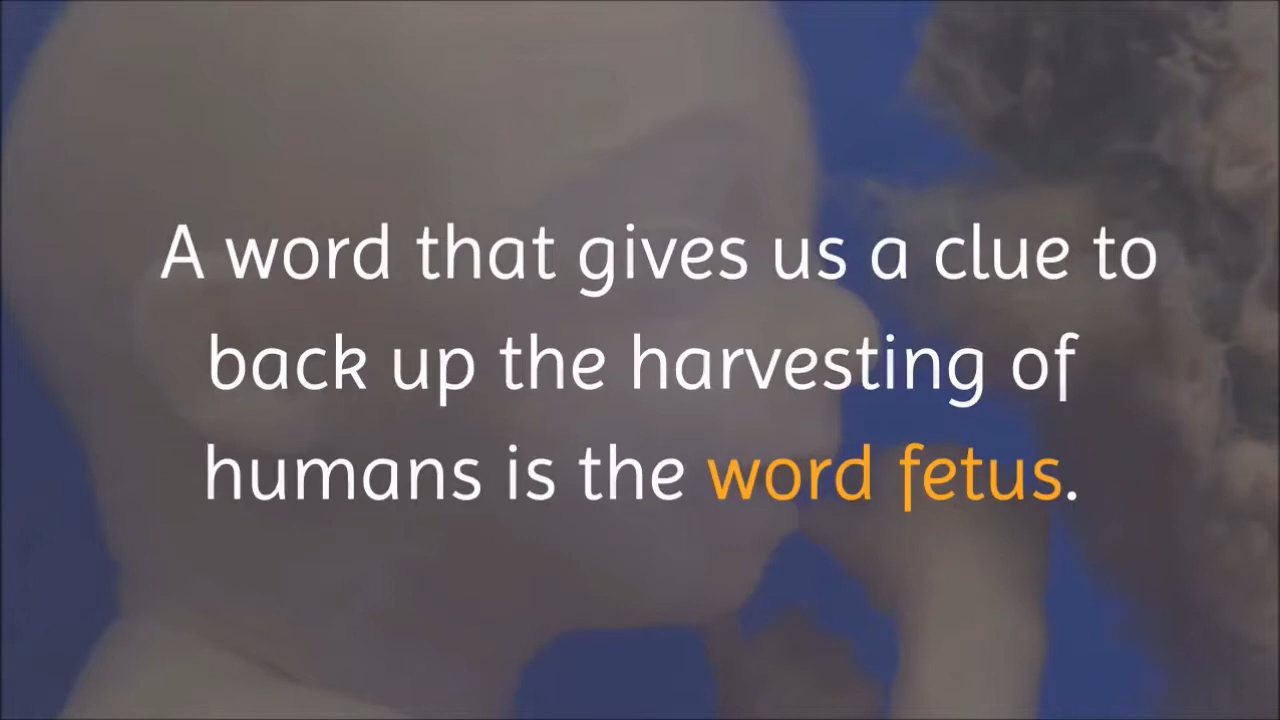 A word that gives us a clue to
back up the harvesting of
humans is the word fetus.